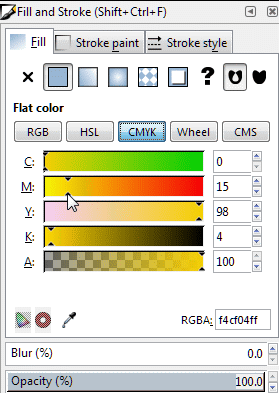 Fill and Stroke (Shift+Ctrl+F)
Fill Stroke paint Stroke style
?
Flat color
RGB HSL CMYK Wheel CMS
C: 0
M: 15
Y: 98
K: 4
A: 100
RGBA: f4cf04ff
Blur (%) 0.0
Opacity (%) 100.0